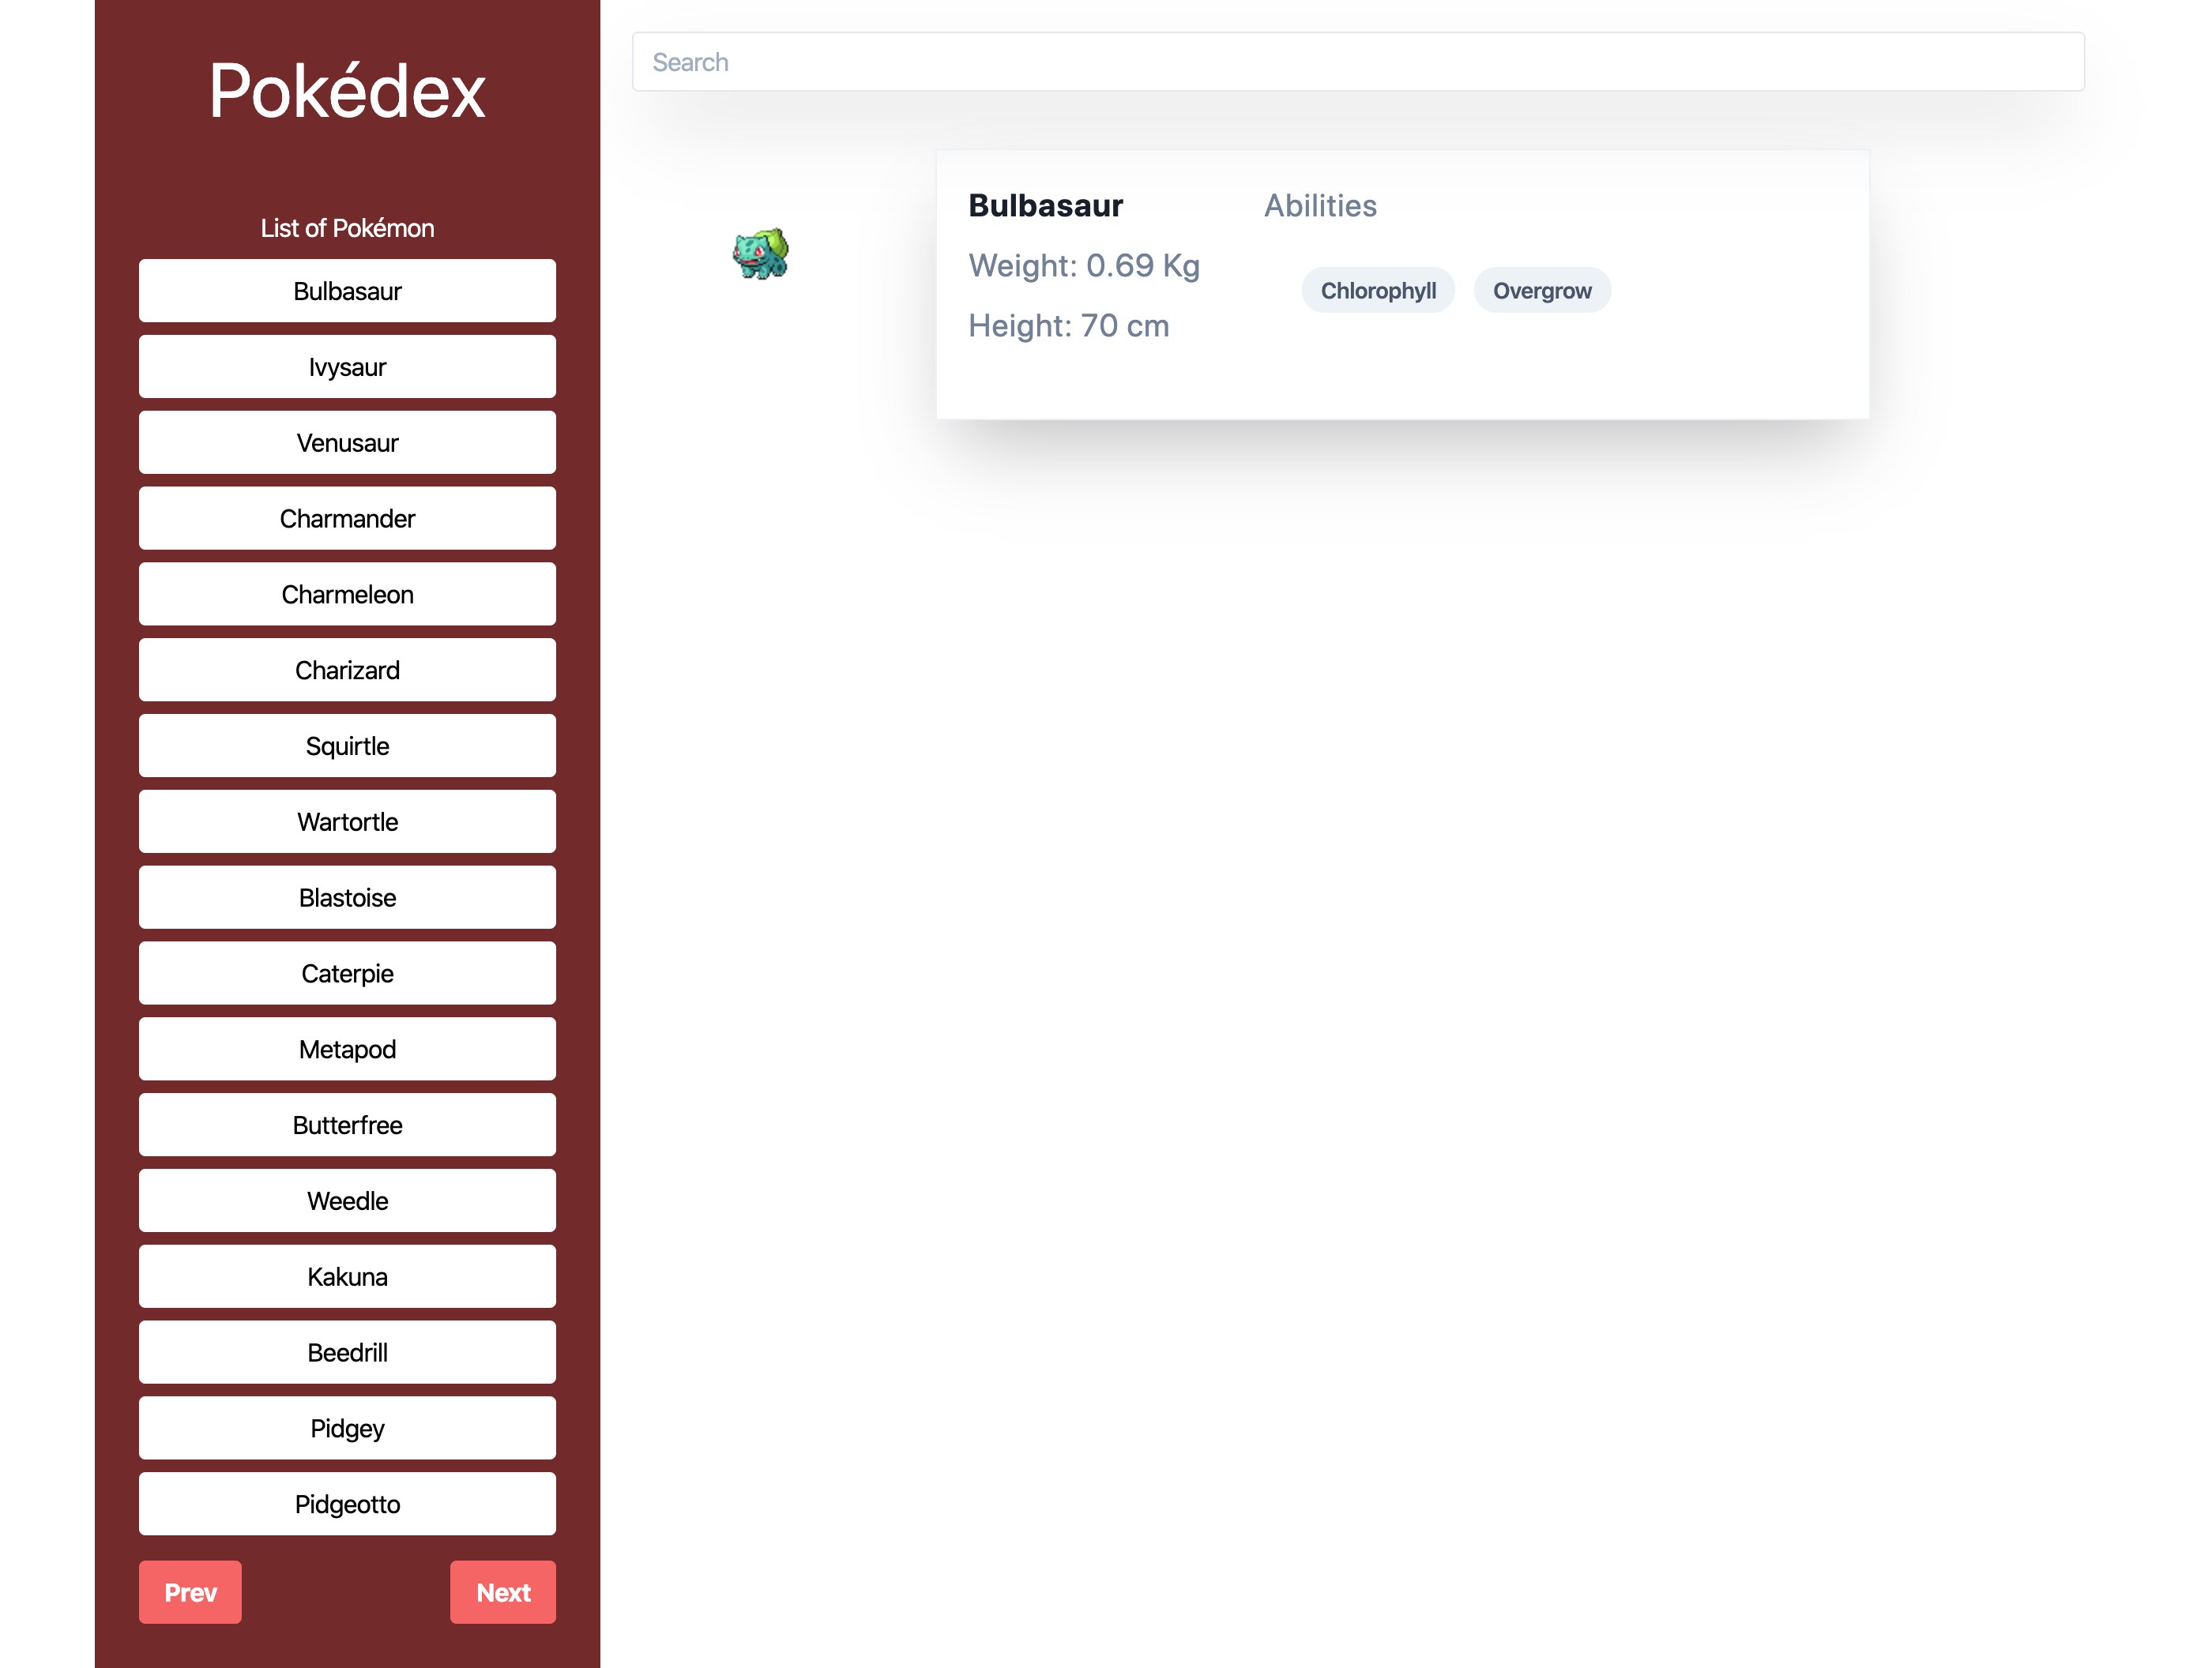 Pokédex
List of Pokémon
Bulbasaur
Ivysaur
Venusaur
Charmander
Charmeleon
Charizard
Squirtle
Wartortle
Blastoise
Caterpie
Metapod
Butterfree
Weedle
Kakuna
Beedrill
Pidgey
Pidgeotto
Prev Next
Search
Bulbasaur
Weight: 0.69 Kg
Height: 70 cm
Abilities
Chlorophyll Overgrow